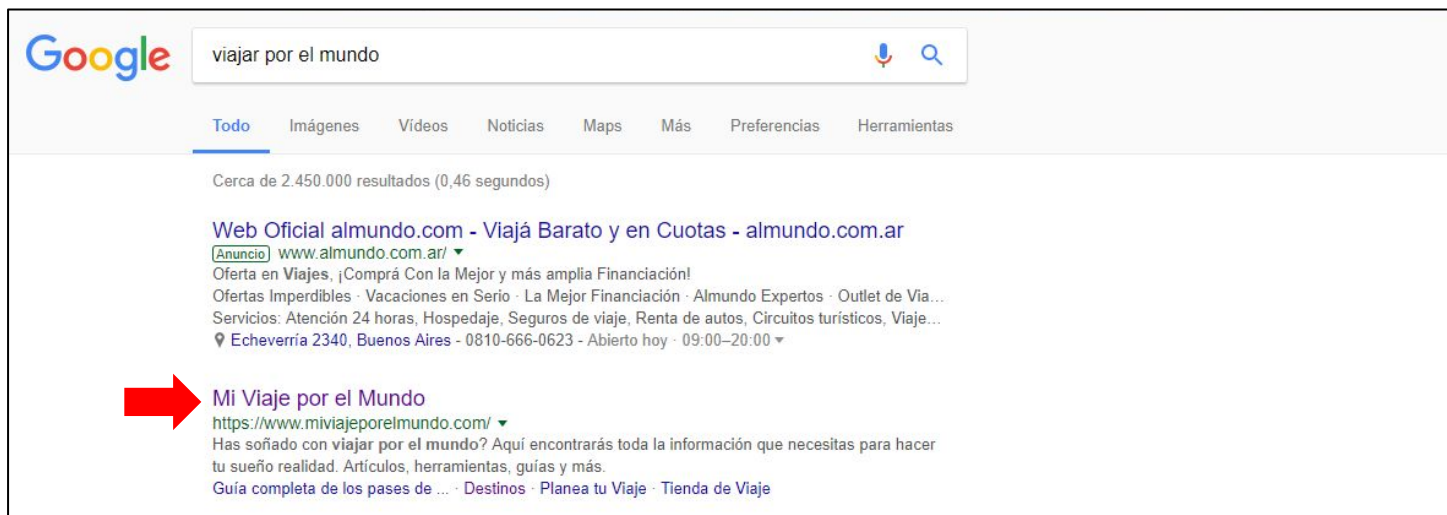 Google
viajar por el mundo
Todo Imágenes Vídeos Noticias Maps Más Preferencias Herramientas
Cerca de 2.450.000 resultados (0,46 segundos)
Web Oficial almundo.com - Viajá Barato y en Cuotas - almundo.com.ar
Anuncio www.almundo.com.ar/
Oferta en Viajes, ¡Comprá Con la Mejor y más amplia Financiación!
Ofertas Imperdibles · Vacaciones en Serio · La Mejor Financiación · Almundo Expertos · Outlet de Via...
Servicios: Atención 24 horas, Hospedaje, Seguros de viaje, Renta de autos, Circuitos turísticos, Viaje...
Echeverría 2340, Buenos Aires - 0810-666-0623 - Abierto hoy · 09:00–20:00
Mi Viaje por el Mundo
https://www.miviajeporelmundo.com/
Has soñado con viajar por el mundo? Aquí encontrarás toda la información que necesitas para hacer
tu sueño realidad. Artículos, herramientas, guías y más.
Guía completa de los pases de ... · Destinos · Planea tu Viaje · Tienda de Viaje